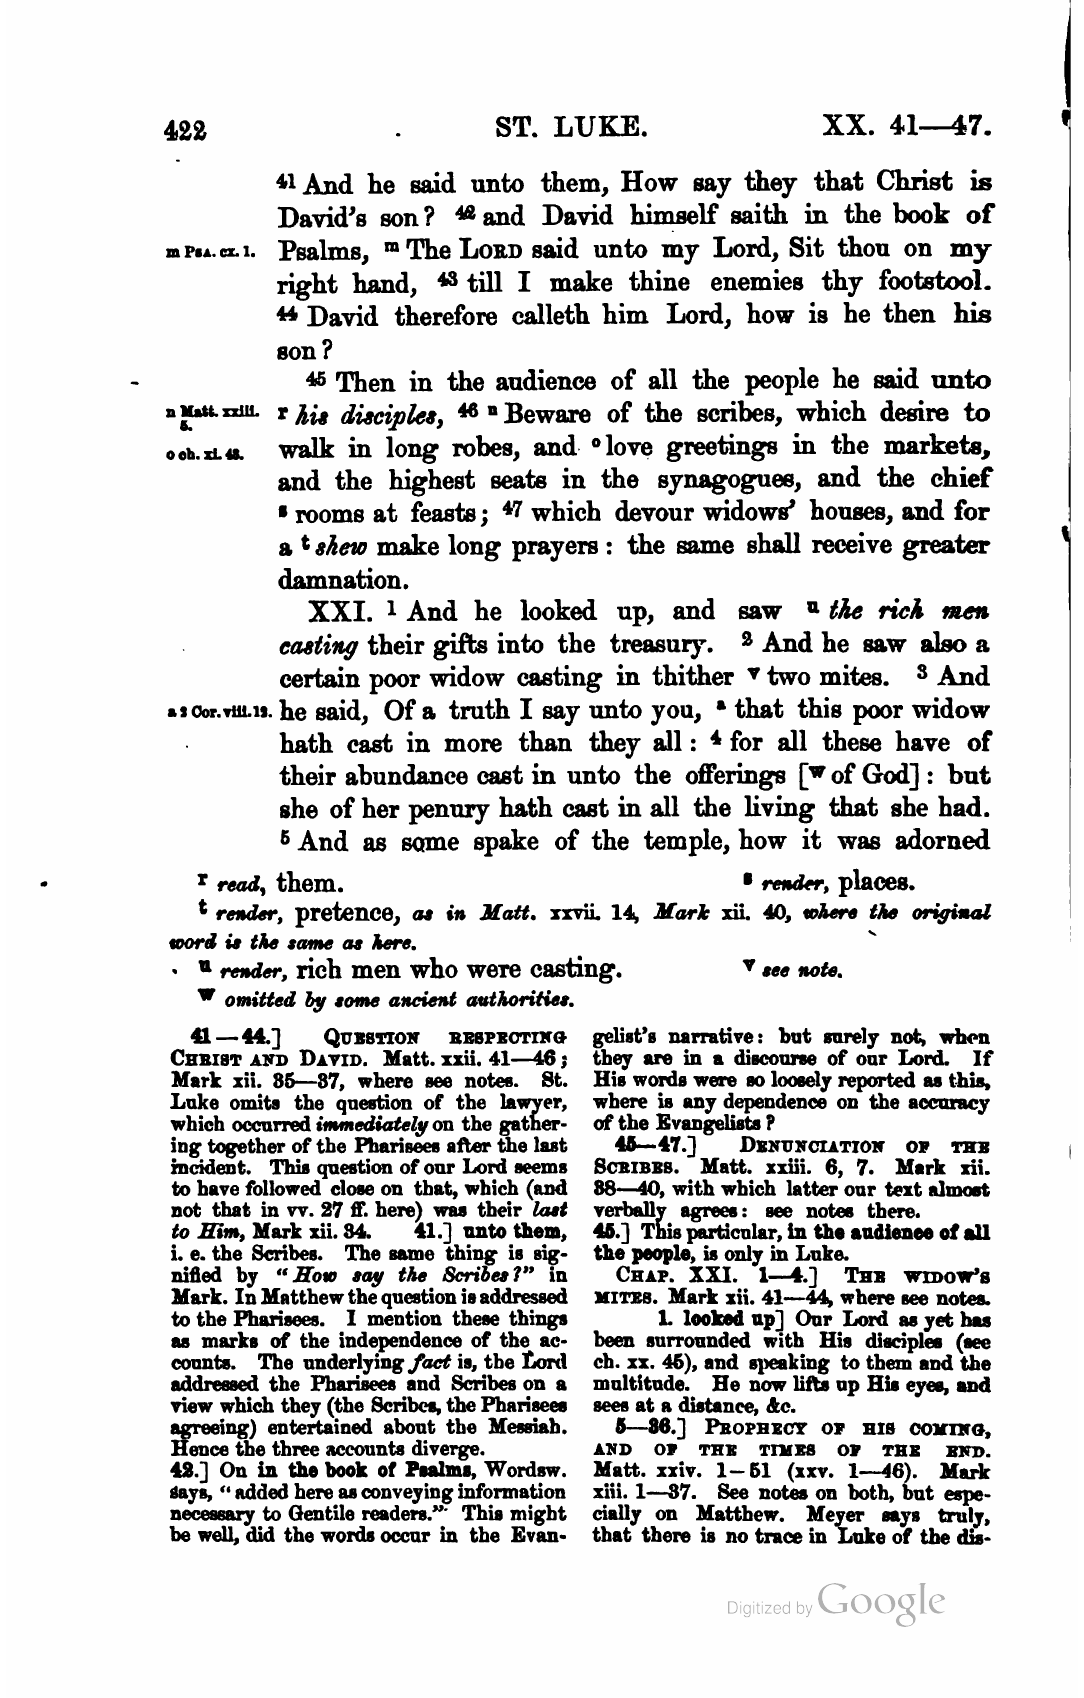 422 ST. LUKE. XX. 41—47.
41 And he said unto them, How say they that Christ is
David's son? 42 and David himself saith in the book of
m Psa. cx. 1. Psalms, m The LORD said unto my Lord, Sit thou on my
right hand, 43 till I make thine enemies thy footstool.
44 David therefore calleth him Lord, how is he then his
son?
45 Then in the audience of all the people he said unto
n Matt. xxiii. 5. r his disciples, 46 n Beware of the scribes, which desire to
o ch. xi. 43. walk in long robes, and o love greetings in the markets,
and the highest seats in the synagogues, and the chief
s rooms at feasts; 47 which devour widows' houses, and for
a t shew make long prayers: the same shall receive greater
damnation.
XXI. 1 And he looked up, and saw u the rich men
casting their gifts into the treasury. 2 And he saw also a
certain poor widow casting in thither v two mites. 3 And
a 2 Cor. viii. 12. he said, Of a truth I say unto you, a that this poor widow
hath cast in more than they all: 4 for all these have of
their abundance cast in unto the offerings [w of God]: but
she of her penury hath cast in all the living that she had.
5 And as some spake of the temple, how it was adorned
r read, them. s render, places.
t render, pretence, as in Matt. xxvii. 14, Mark xii. 40, where the original
word is the same as here.
u render, rich men who were casting. v see note.
w omitted by some ancient authorities.
41—44.] QUESTION RESPECTING
CHRIST AND DAVID. Matt. xxii. 41—46;
Mark xii. 35—37, where see notes. St.
Luke omits the question of the lawyer,
which occurred immediately on the gather-
ing together of the Pharisees after the last
incident. This question of our Lord seems
to have followed close on that, which (and
not that in vv. 27 ff. here) was their last
to Him, Mark xii. 34. 41.] unto them,
i. e. the Scribes. The same thing is sig-
nified by "How say the Scribes?" in
Mark. In Matthew the question is addressed
to the Pharisees. I mention these things
as marks of the independence of the ac-
counts. The underlying fact is, the Lord
addressed the Pharisees and Scribes on a
view which they (the Scribes, the Pharisees
agreeing) entertained about the Messiah.
Hence the three accounts diverge.
42.] On in the book of Psalms, Wordsw.
says, "added here as conveying information
necessary to Gentile readers." This might
be well, did the words occur in the Evan-
gelist's narrative: but surely not, when
they are in a discourse of our Lord. If
His words were so loosely reported as this,
where is any dependence on the accuracy
of the Evangelists?
45—47.] DENUNCIATION OF THE
SCRIBES. Matt. xxiii. 6, 7. Mark xii.
38—40, with which latter our text almost
verbally agrees: see notes there.
45.] This particular, in the audience of all
the people, is only in Luke.
CHAP. XXI. 1—4.] THE WIDOW'S
MITES. Mark xii. 41—44, where see notes.
1. looked up] Our Lord as yet has
been surrounded with His disciples (see
ch. xx. 45), and speaking to them and the
multitude. He now lifts up His eyes, and
sees at a distance, &c.
5—36.] PROPHECY OF HIS COMING,
AND OF THE TIMES OF THE END.
Matt. xxiv. 1—51 (xxv. 1—46). Mark
xiii. 1—37. See notes on both, but espe-
cially on Matthew. Meyer says truly,
that there is no trace in Luke of the dis-
Digitized by Google